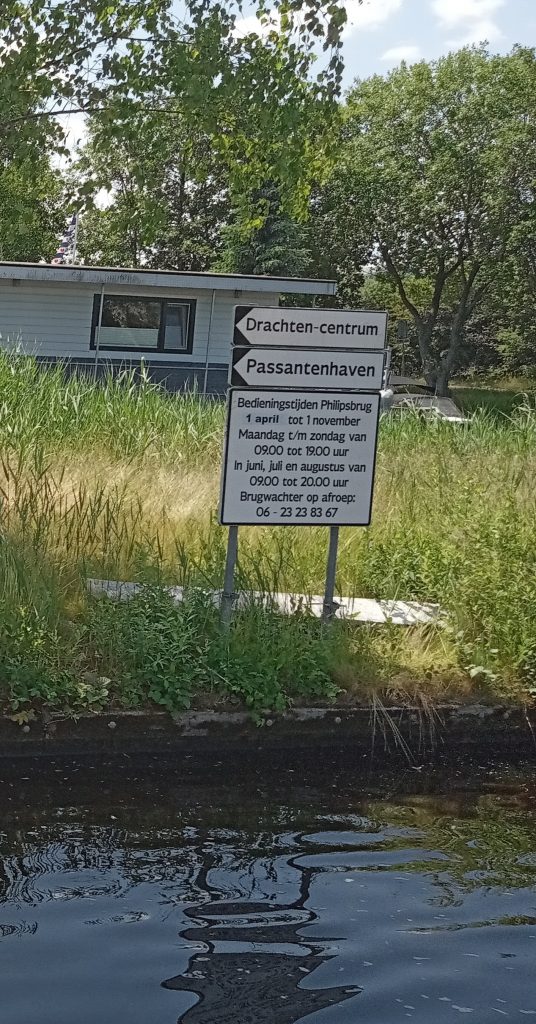 Drachten-centrum
Passantenhaven
Bedieningstijden Philipsbrug
1 april tot 1 november
Maandag t/m zondag van
09.00 tot 19.00 uur
In juni, juli en augustus van
09.00 tot 20.00 uur
Brugwachter op afroep:
06 - 23 23 83 67